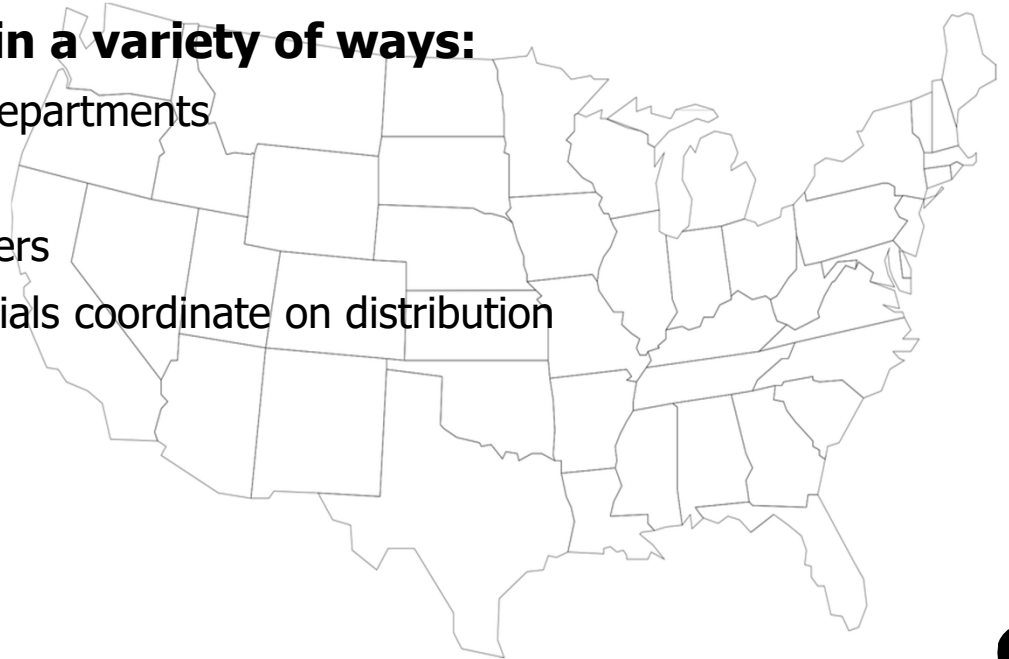 in a variety of ways:
epartments
ers
ials coordinate on distribution